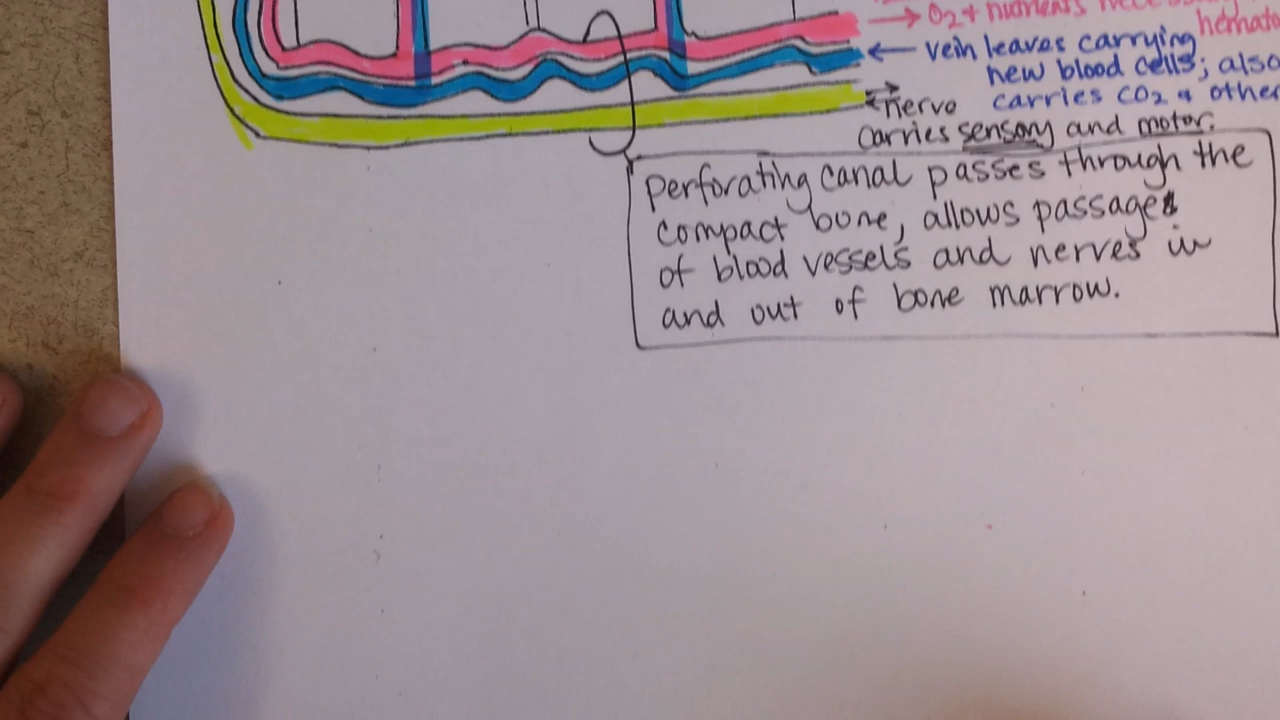 → O2 + nutrients
hemato
← vein leaves carrying
new blood cells; also
carries CO2 + other
nerve
carries sensory and motor.
perforating canal passes through the
compact bone, allows passage
of blood vessels and nerves in
and out of bone marrow.